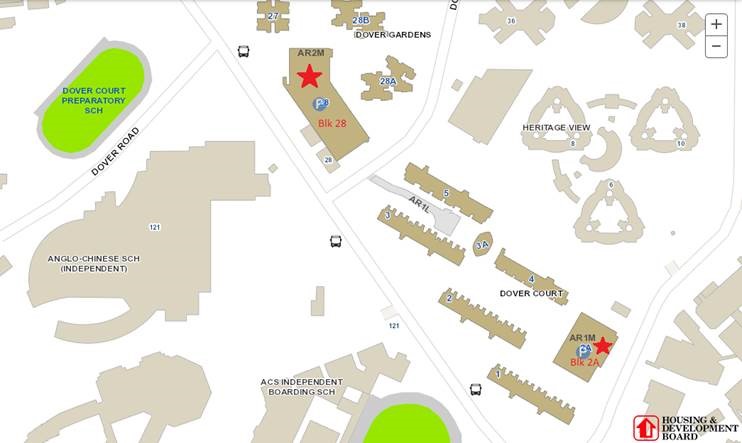 27
28B
DOVER GARDENS
36
38
+
−
AR2M
28A
DOVER COURT
PREPARATORY
SCH
Blk 28
28
DOVER ROAD
HERITAGE VIEW
8
10
6
5
AR1L
3
3A
121
ANGLO-CHINESE SCH
(INDEPENDENT)
4
DOVER COURT
2
121
AR1M
2A
Blk 2A
1
ACS INDEPENDENT
BOARDING SCH
HOUSING &
DEVELOPMENT
BOARD